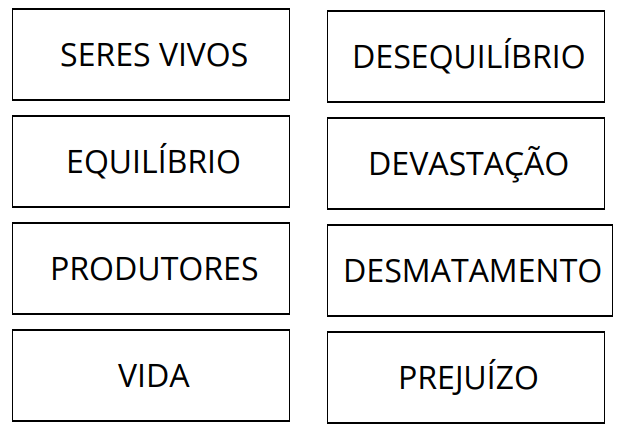 SERES VIVOS
DESEQUILÍBRIO
EQUILÍBRIO
DEVASTAÇÃO
PRODUTORES
DESMATAMENTO
VIDA
PREJUÍZO